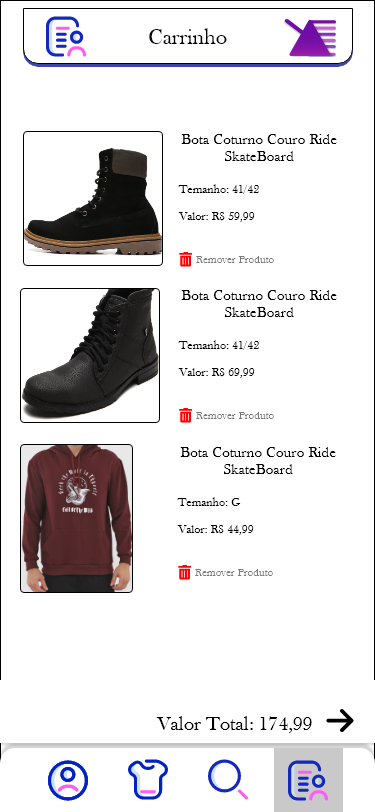 Carrinho
Bota Coturno Couro Ride
SkateBoard
Temanho: 41/42
Valor: R$ 59,99
Remover Produto
Bota Coturno Couro Ride
SkateBoard
Temanho: 41/42
Valor: R$ 69,99
Remover Produto
Bota Coturno Couro Ride
SkateBoard
Temanho: G
Valor: R$ 44,99
Remover Produto
Valor Total: 174,99